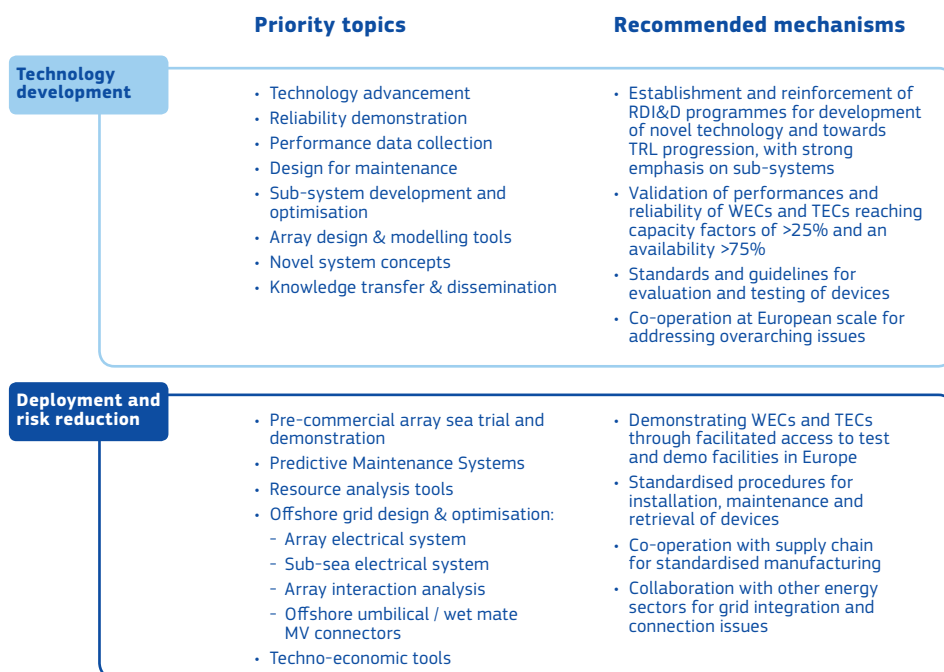 Priority topics
Recommended mechanisms
Technology
development
• Technology advancement
• Reliability demonstration
• Performance data collection
• Design for maintenance
• Sub-system development and
optimisation
• Array design & modelling tools
• Novel system concepts
• Knowledge transfer & dissemination
• Establishment and reinforcement of
RDI&D programmes for development
of novel technology and towards
TRL progression, with strong
emphasis on sub-systems
• Validation of performances and
reliability of WECs and TECs reaching
capacity factors of >25% and an
availability >75%
• Standards and guidelines for
evaluation and testing of devices
• Co-operation at European scale for
addressing overarching issues
Deployment and
risk reduction
• Pre-commercial array sea trial and
demonstration
• Predictive Maintenance Systems
• Resource analysis tools
• Offshore grid design & optimisation:
- Array electrical system
- Sub-sea electrical system
- Array interaction analysis
- Offshore umbilical / wet mate
MV connectors
• Techno-economic tools
• Demonstrating WECs and TECs
through facilitated access to test
and demo facilities in Europe
• Standardised procedures for
installation, maintenance and
retrieval of devices
• Co-operation with supply chain
for standardised manufacturing
• Collaboration with other energy
sectors for grid integration and
connection issues